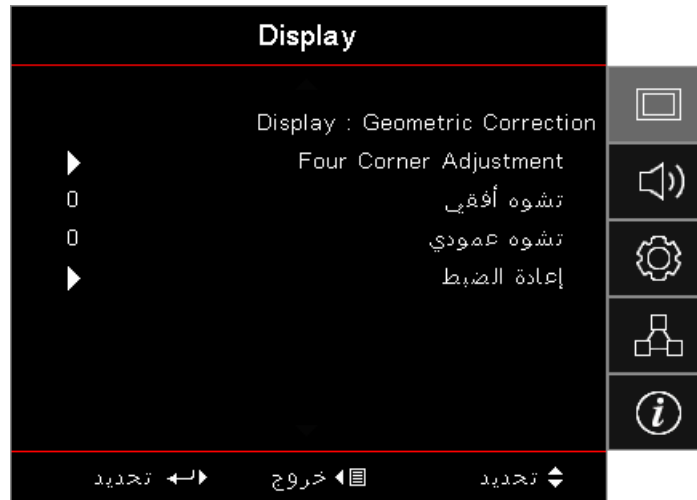 Display
Display : Geometric Correction
Four Corner Adjustment
تشوه أفقي 0
تشوه عمودي 0
إعادة الضبط
تحديد خروج تحديد